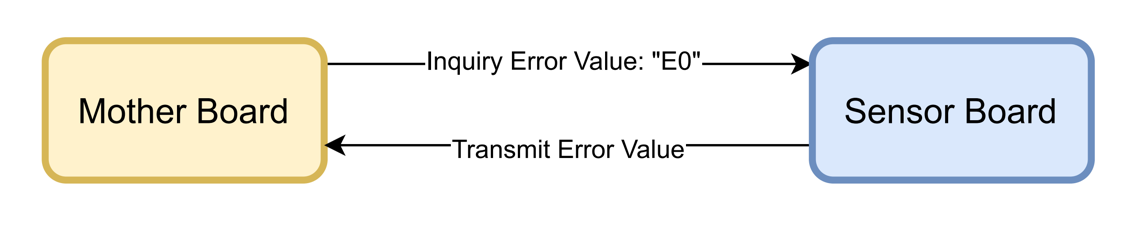 Inquiry Error Value: "E0"
Mother Board
Sensor Board
Transmit Error Value